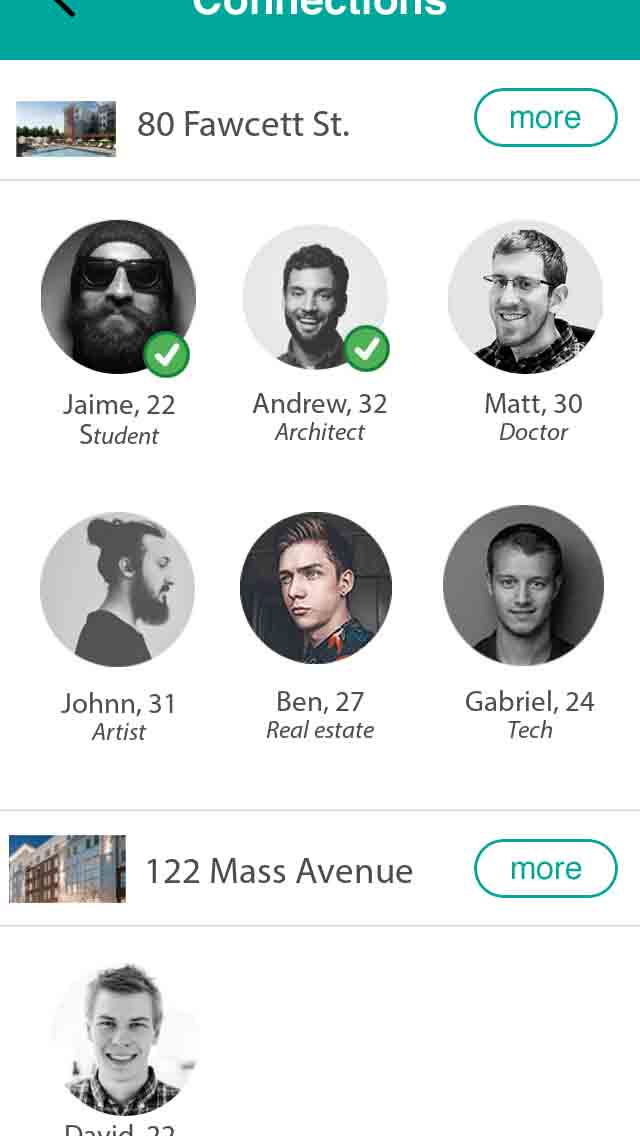 Connections
80 Fawcett St.
more
Jaime, 22
Student
Andrew, 32
Architect
Matt, 30
Doctor
Johnn, 31
Artist
Ben, 27
Real estate
Gabriel, 24
Tech
122 Mass Avenue
more
David, 22